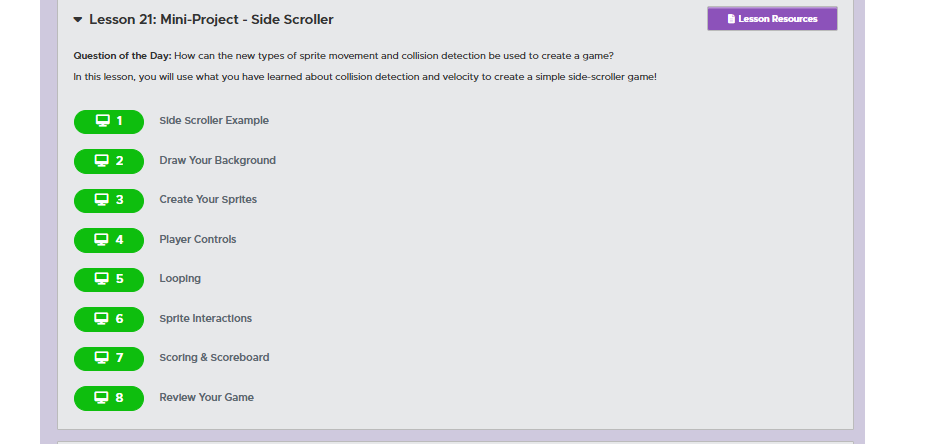 Lesson 21: Mini-Project - Side Scroller
Lesson Resources
Question of the Day: How can the new types of sprite movement and collision detection be used to create a game?
In this lesson, you will use what you have learned about collision detection and velocity to create a simple side-scroller game!
1 Side Scroller Example
2 Draw Your Background
3 Create Your Sprites
4 Player Controls
5 Looping
6 Sprite Interactions
7 Scoring & Scoreboard
8 Review Your Game